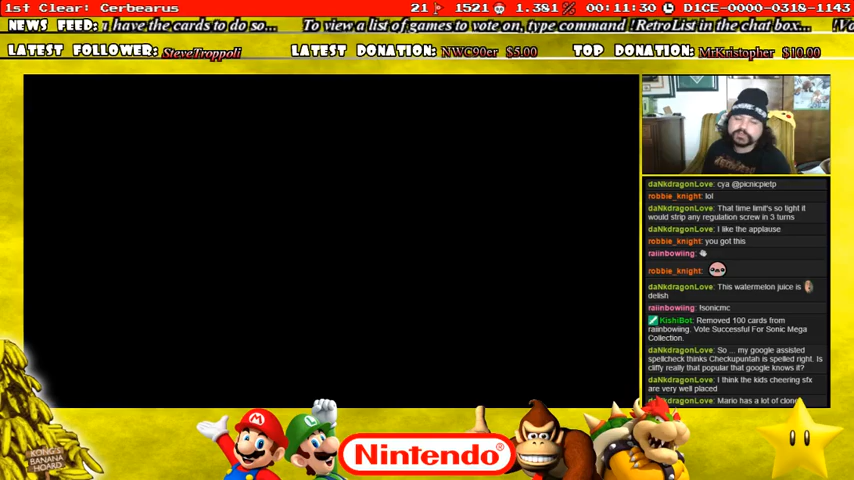 1st Clear: Cerbearus 21 1521 1.381% 00:11:30 D1CE-0000-0318-1143
NEWS FEED: I have the cards to do so... To view a list of games to vote on, type command !RetroList in the chat box...
LATEST FOLLOWER: SteveTroppoli LATEST DONATION: NWC90er $5.00 TOP DONATION: MrKristopher $10.00
daNkdragonLove: cya @picnicpietp
robbie_knight: lol
daNkdragonLove: That time limit's so tight it
would strip any regulation screw in 3 turns
daNkdragonLove: I like the applause
robbie_knight: you got this
raiinbowiing:
robbie_knight:
daNkdragonLove: This watermelon juice is
delish
raiinbowiing: !sonicmc
KishiBot: Removed 100 cards from
raiinbowiing. Vote Successful For Sonic Mega
Collection.
daNkdragonLove: So ... my google assisted
spellcheck thinks Checkupuntah is spelled right. Is
cliffy really that popular that google knows it?
daNkdragonLove: I think the kids cheering sfx
are very well placed
daNkdragonLove: Mario has a lot of clone
KONG'S
BANANA
HOARD
Nintendo